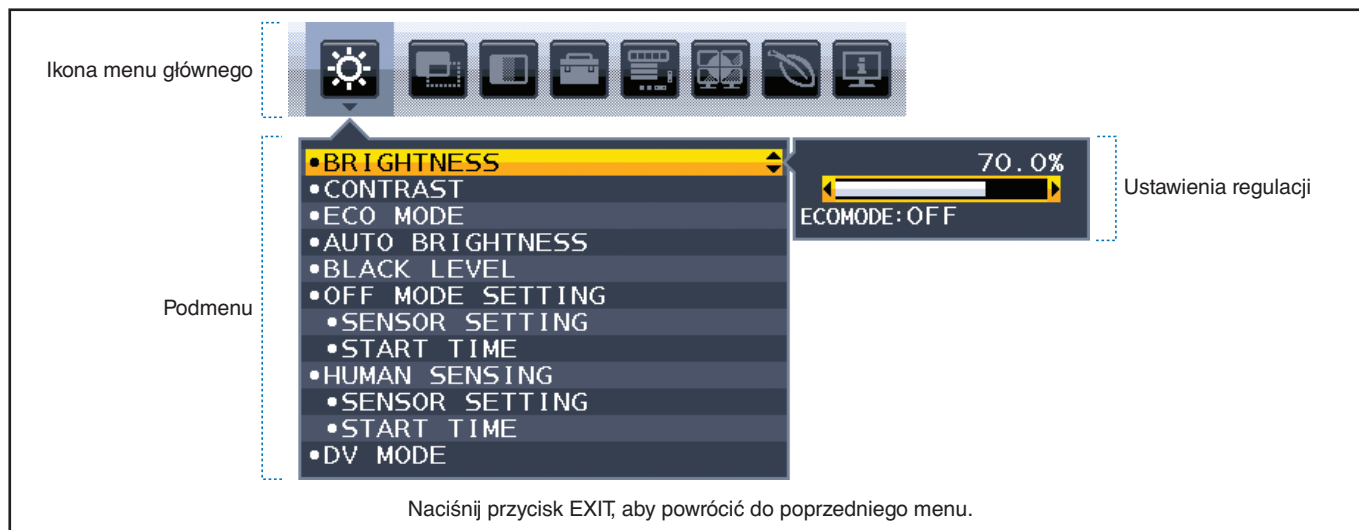 Ikona menu głównego
BRIGHTNESS
CONTRAST
ECO MODE
AUTO BRIGHTNESS
BLACK LEVEL
OFF MODE SETTING
SENSOR SETTING
START TIME
HUMAN SENSING
SENSOR SETTING
START TIME
DV MODE
70.0%
ECOMODE:OFF
Ustawienia regulacji
Podmenu
Naciśnij przycisk EXIT, aby powrócić do poprzedniego menu.